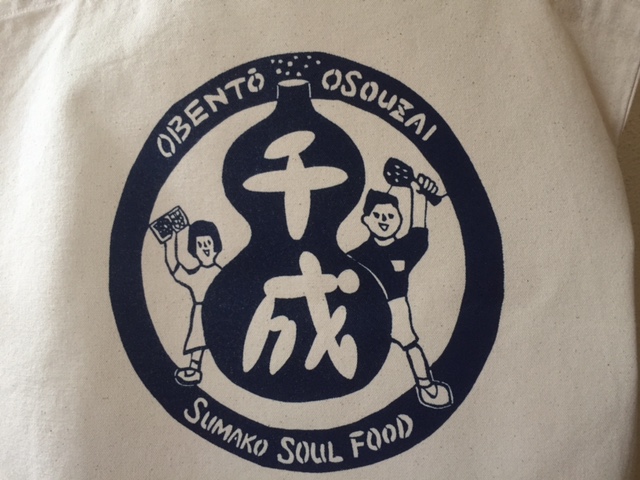 OBENTŌ OSOUZAI
千
成
SUMAKO SOUL FOOD